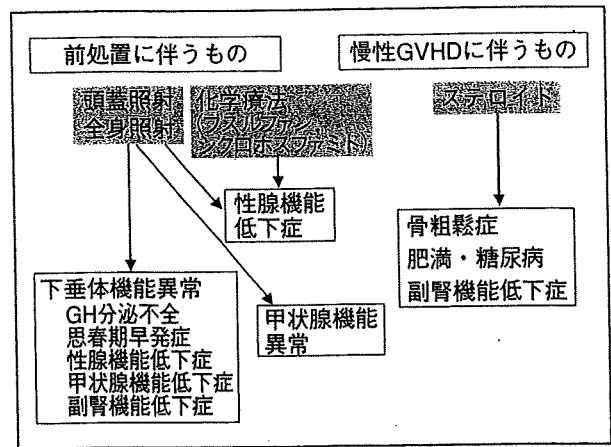 前処置に伴うもの
慢性GVHDに伴うもの
頭蓋照射
全身照射
化学療法
(ブスルファン・
シクロホスファミド)
ステロイド
性腺機能
低下症
骨粗鬆症
肥満・糖尿病
副腎機能低下症
下垂体機能異常
GH分泌不全
思春期早発症
性腺機能低下症
甲状腺機能低下症
副腎機能低下症
甲状腺機能
異常